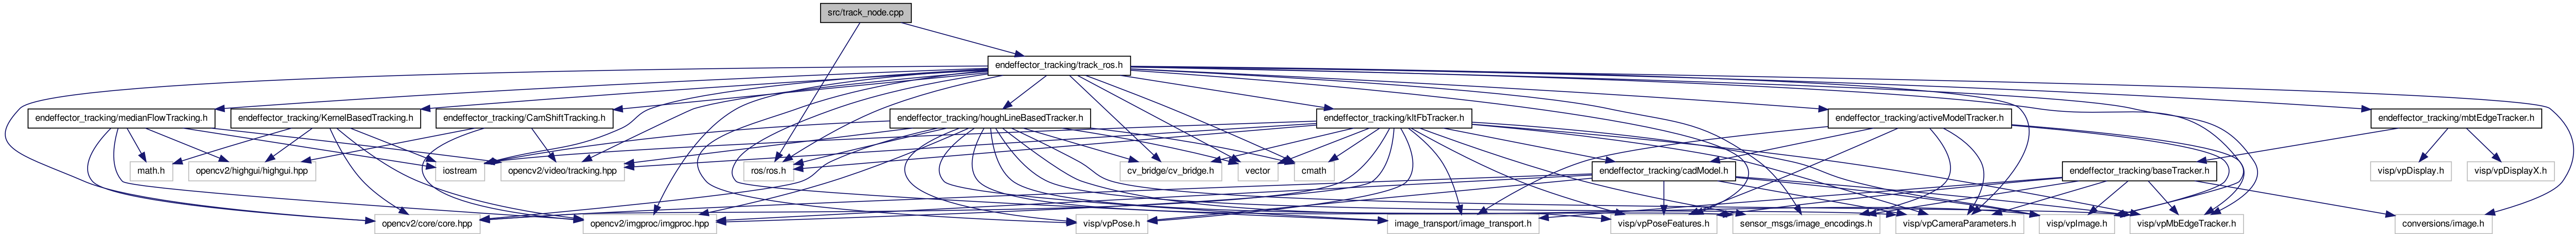 src/track_node.cpp
endeffector_tracking/track_ros.h
endeffector_tracking/medianFlowTracking.h
endeffector_tracking/KernelBasedTracking.h
endeffector_tracking/CamShiftTracking.h
endeffector_tracking/houghLineBasedTracker.h
endeffector_tracking/kltFbTracker.h
endeffector_tracking/activeModelTracker.h
endeffector_tracking/mbtEdgeTracker.h
math.h
opencv2/highgui/highgui.hpp
iostream
opencv2/video/tracking.hpp
ros/ros.h
cv_bridge/cv_bridge.h
vector
cmath
endeffector_tracking/cadModel.h
endeffector_tracking/baseTracker.h
visp/vpDisplay.h
visp/vpDisplayX.h
opencv2/core/core.hpp
opencv2/imgproc/imgproc.hpp
visp/vpPose.h
image_transport/image_transport.h
visp/vpPoseFeatures.h
sensor_msgs/image_encodings.h
visp/vpCameraParameters.h
visp/vpImage.h
visp/vpMbEdgeTracker.h
conversions/image.h